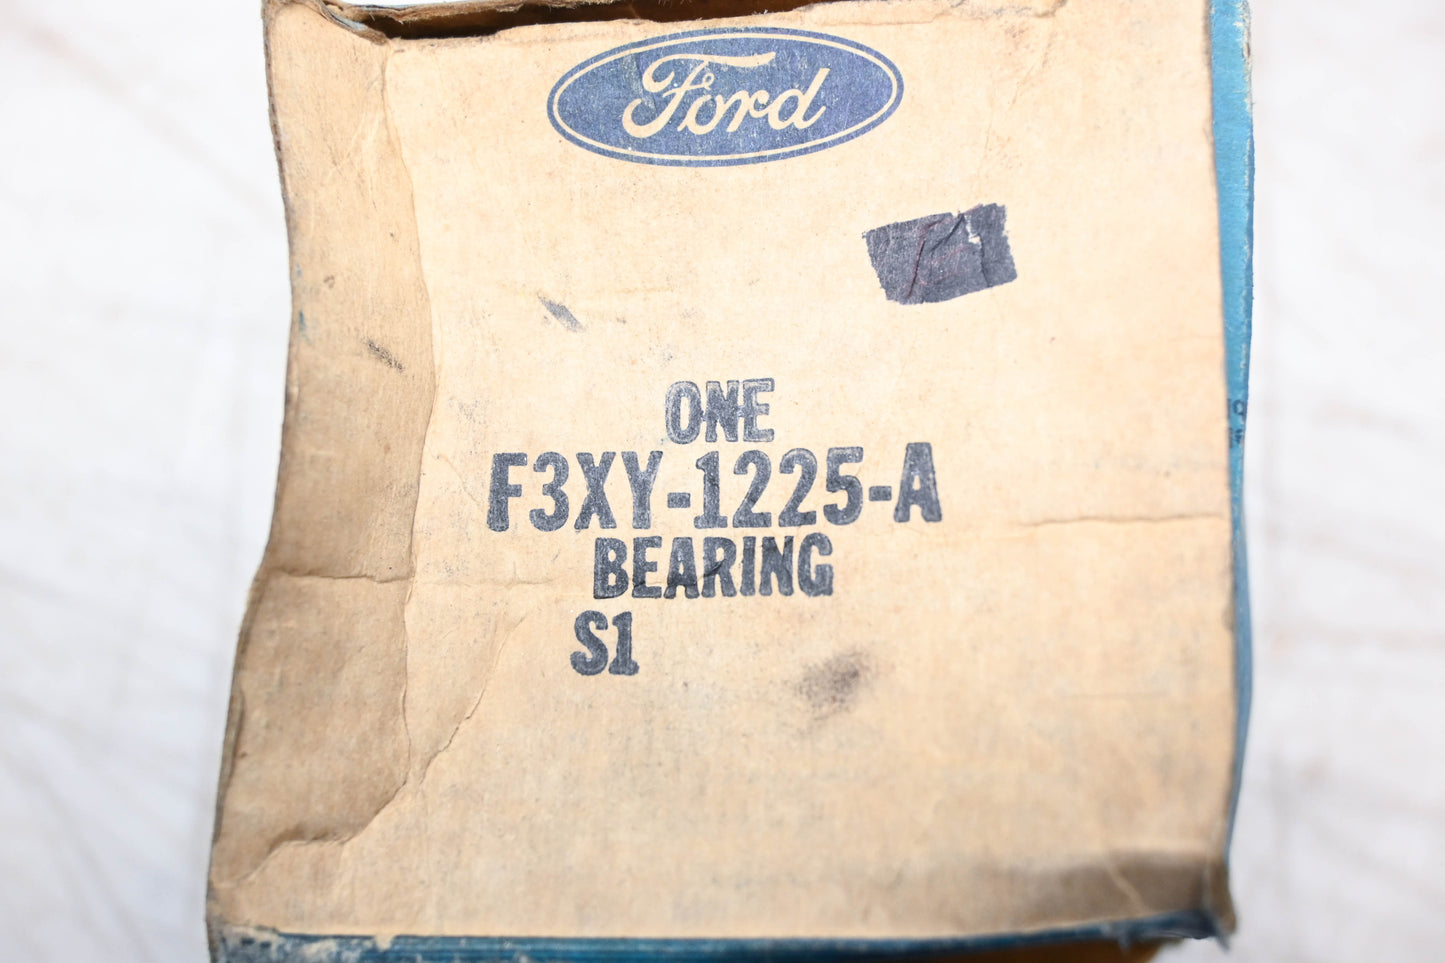 Ford
ONE
F3XY-1225-A
BEARING
S1